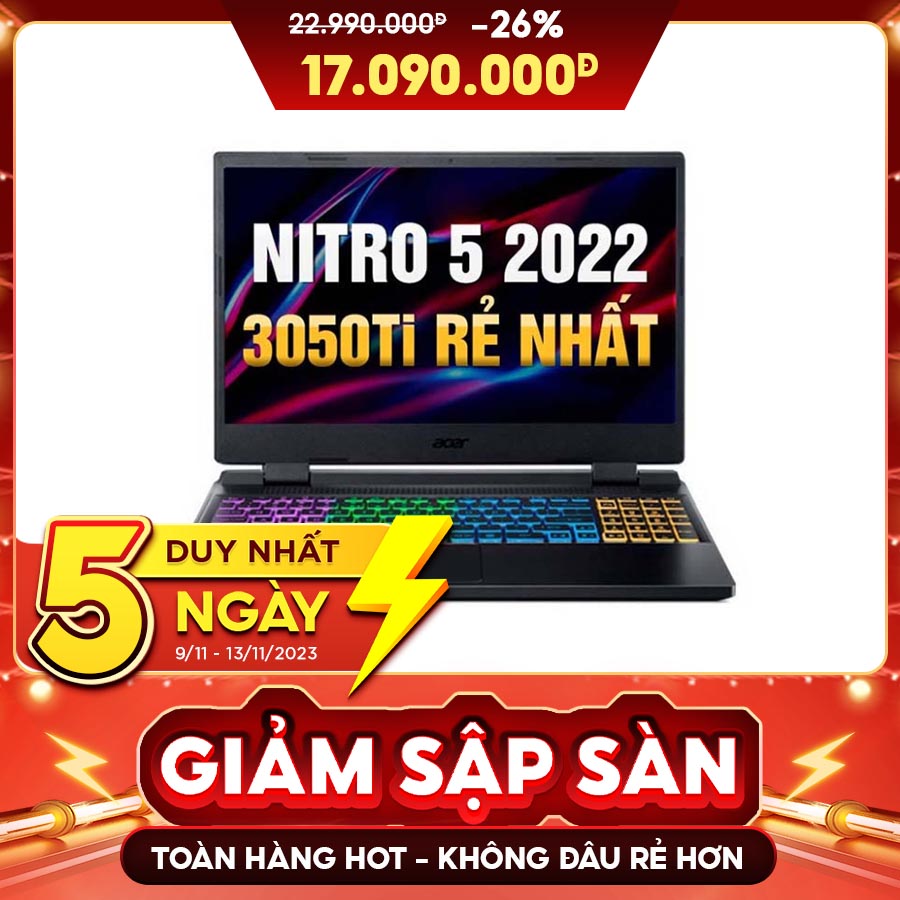 22.990.000Đ -26%
17.090.000Đ
NITRO 5 2022
3050Ti RẺ NHẤT
acer
5 DUY NHẤT
NGÀY
9/11 - 13/11/2023
GIẢM SẬP SÀN
TOÀN HÀNG HOT - KHÔNG ĐÂU RẺ HƠN